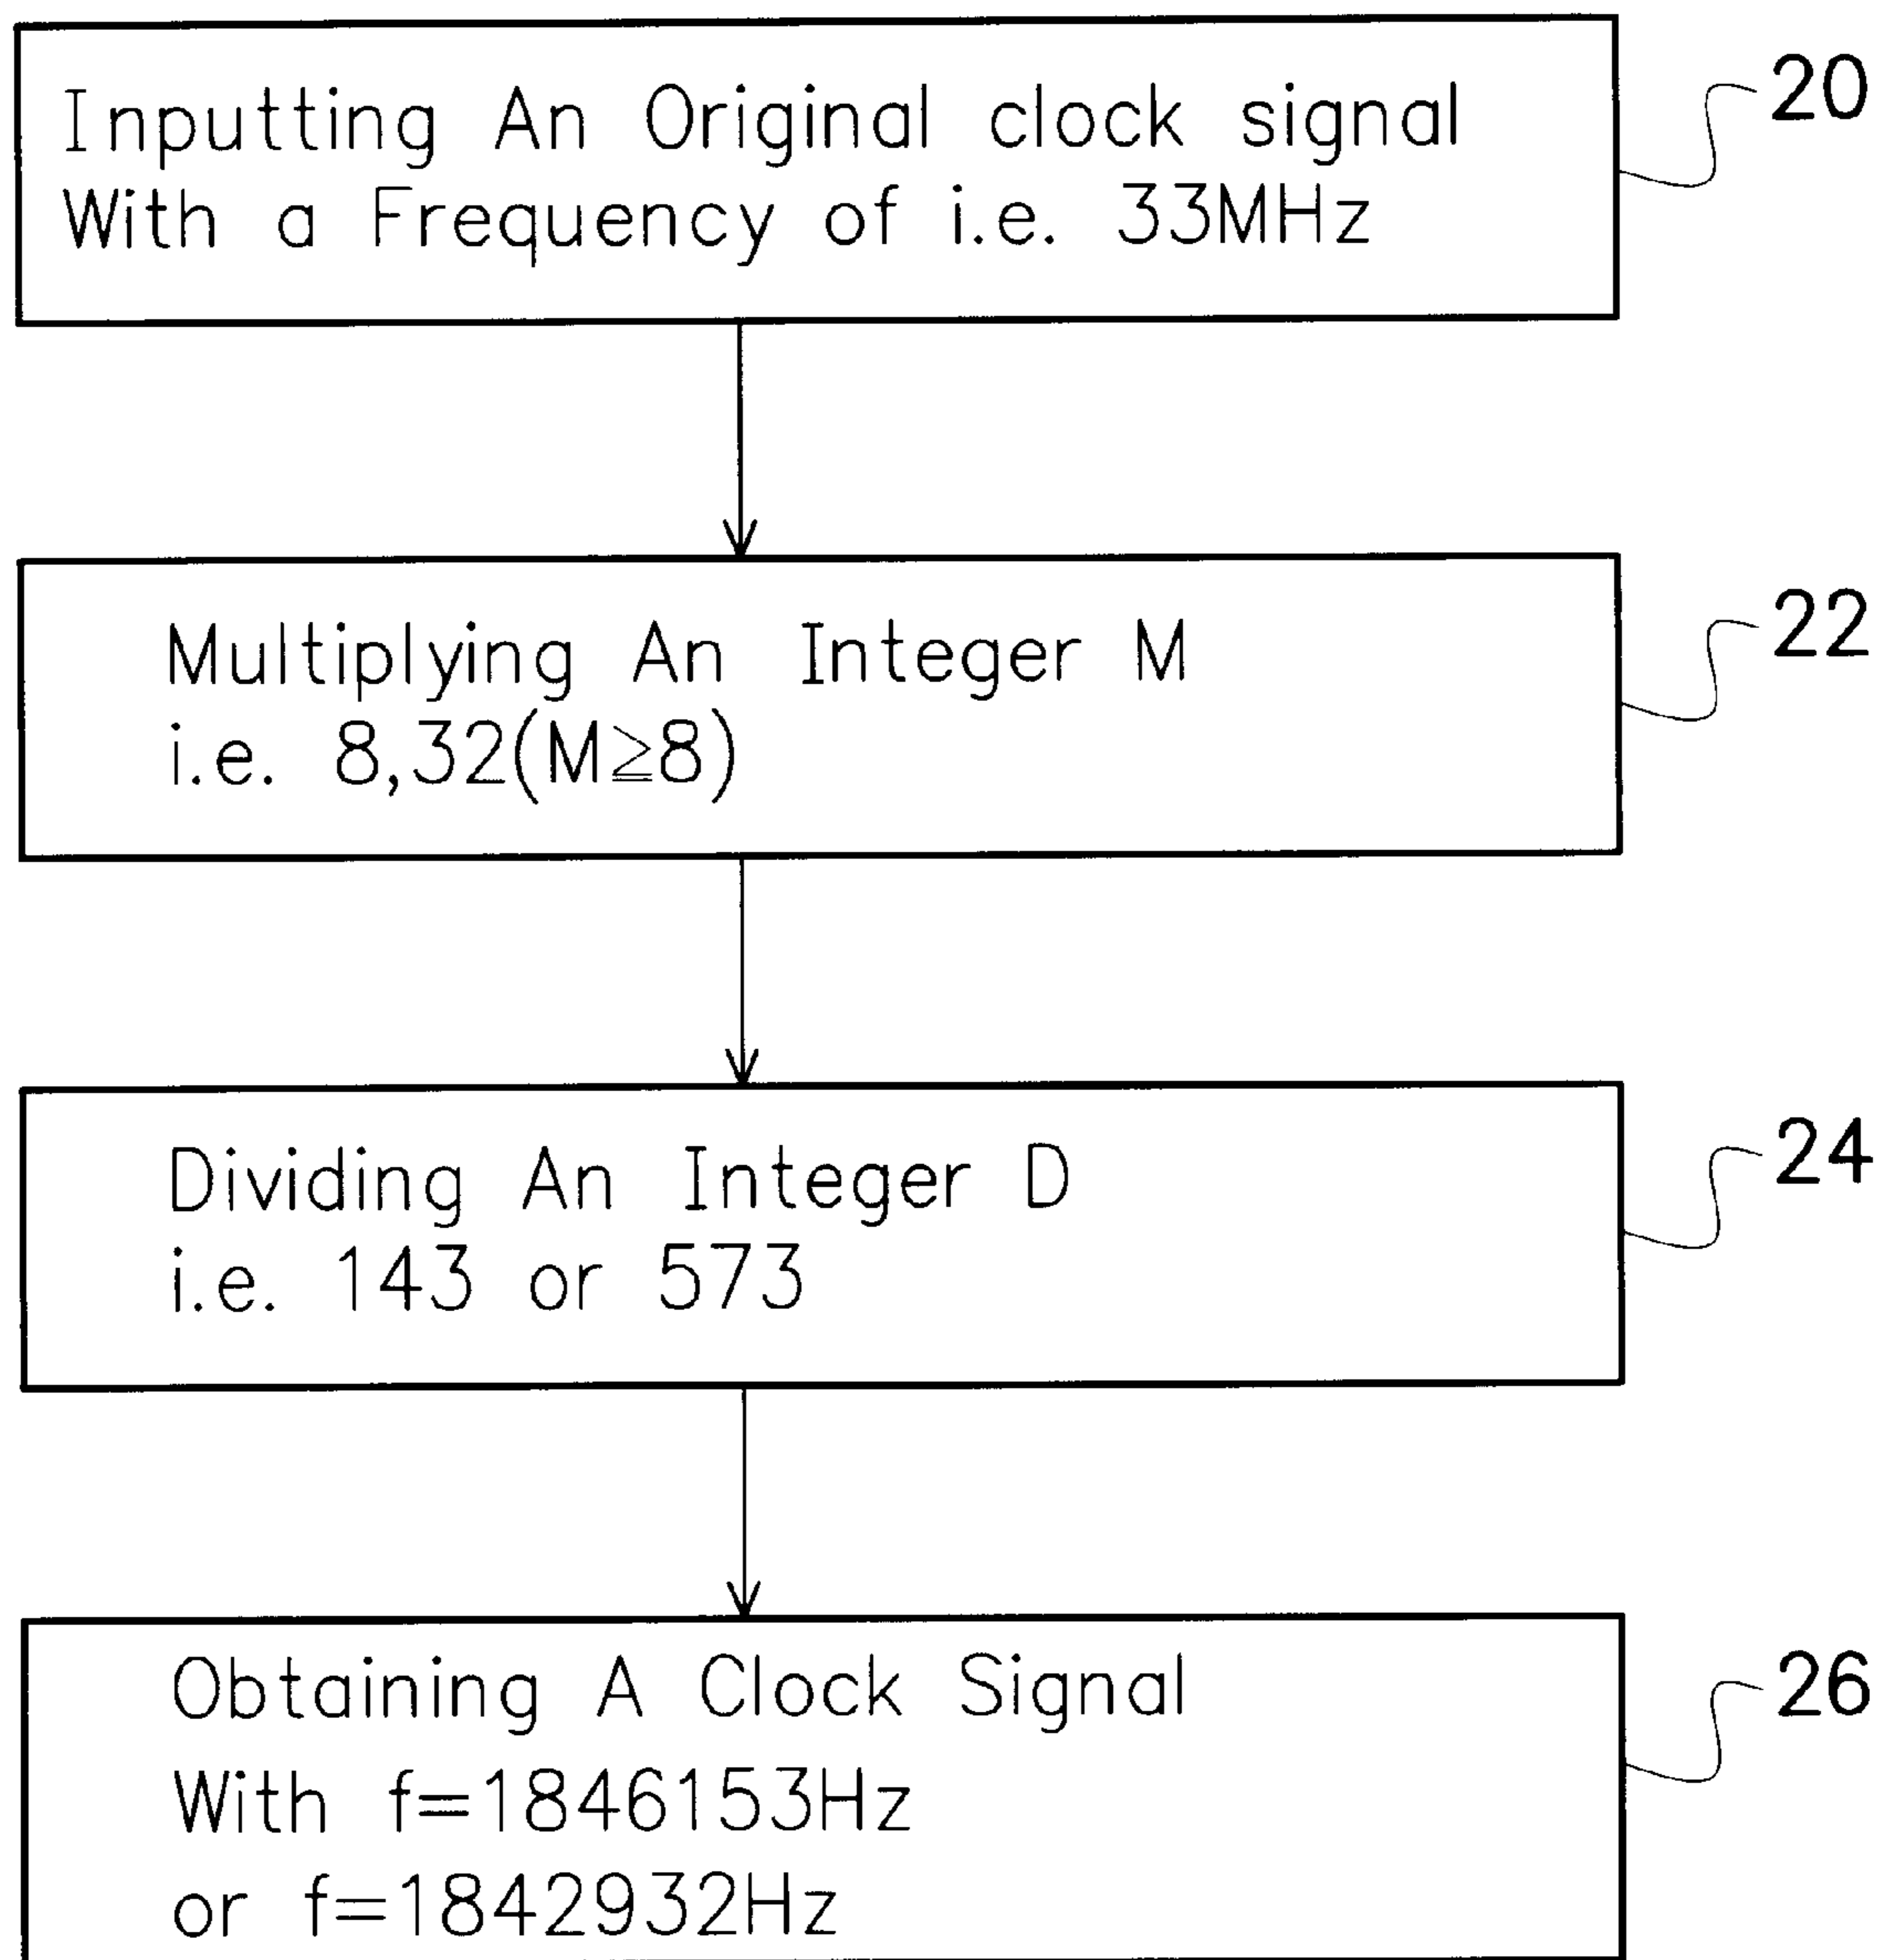 Inputting An Original clock signal
With a Frequency of i.e. 33MHz
20
Multiplying An Integer M
i.e. 8,32(M≧8)
22
Dividing An Integer D
i.e. 143 or 573
24
Obtaining A Clock Signal
With f=1846153Hz
or f=1842932Hz
26